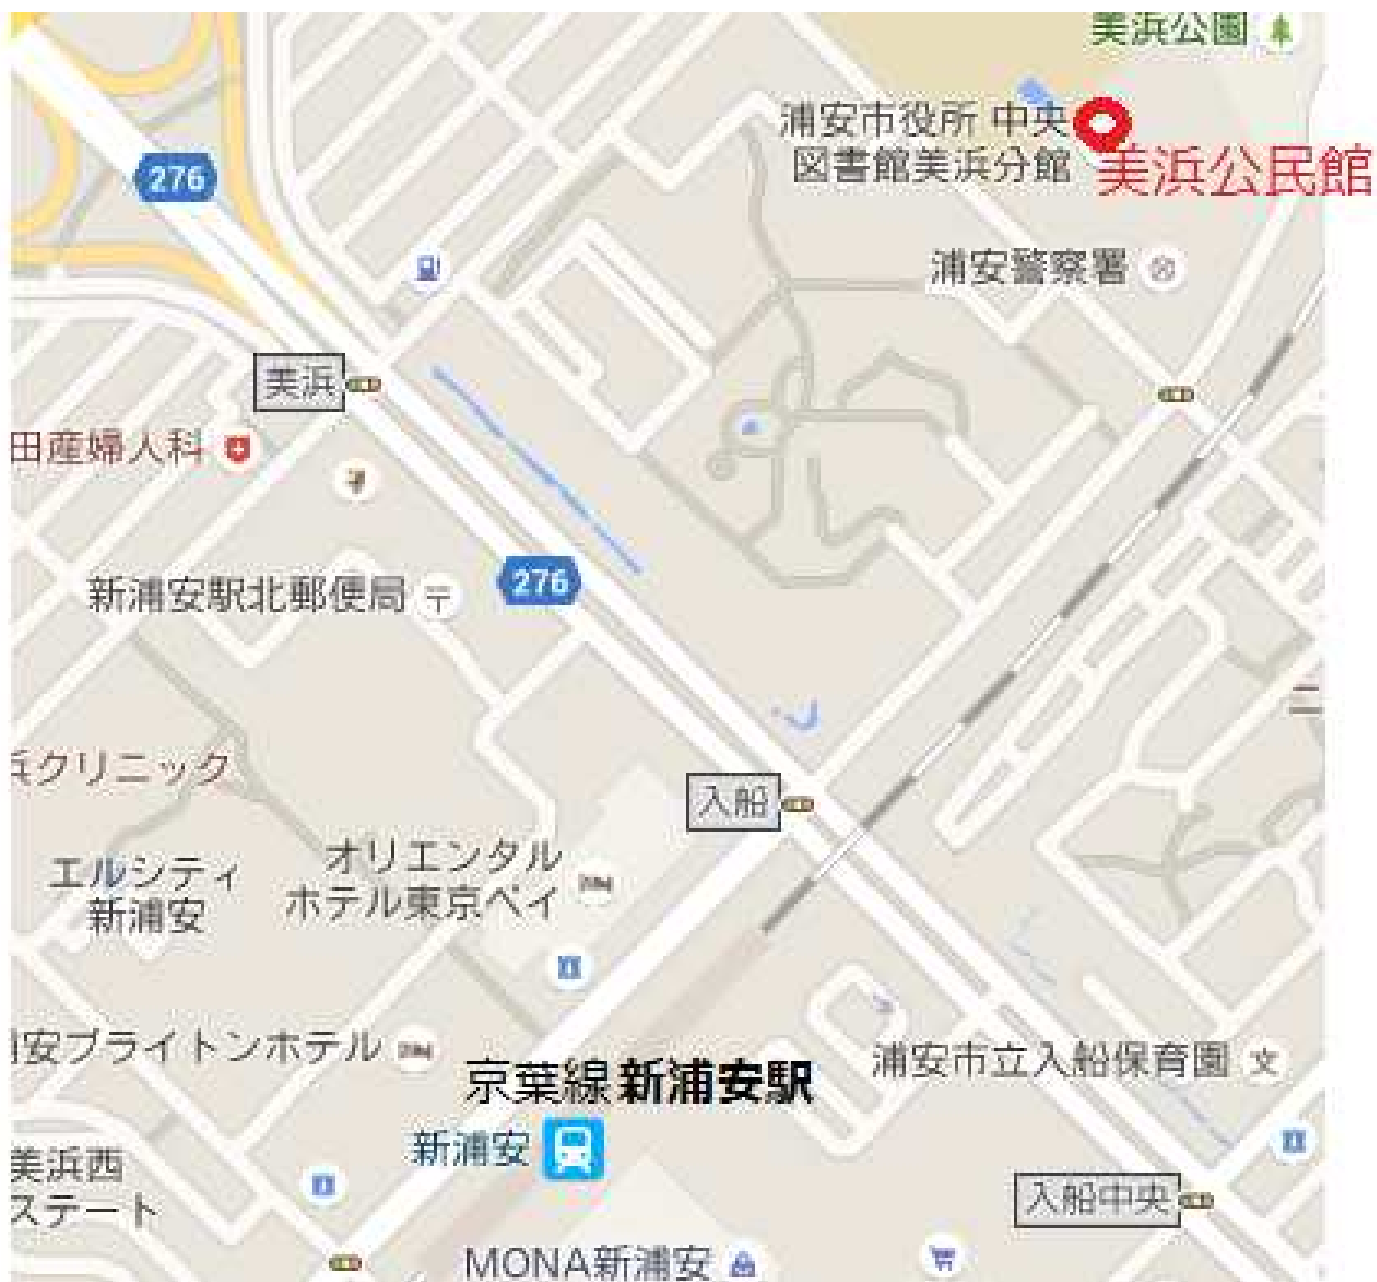 美浜公園
浦安市役所 中央
図書館美浜分館
美浜公民館
276
浦安警察署
美浜
田産婦人科
276
新浦安駅北郵便局
クリニック
入船
エルシティ
新浦安
オリエンタル
ホテル東京ベイ
安ブライトンホテル
京葉線新浦安駅
浦安市立入船保育園
文
新浦安
美浜西
ステート
入船中央
MONA新浦安